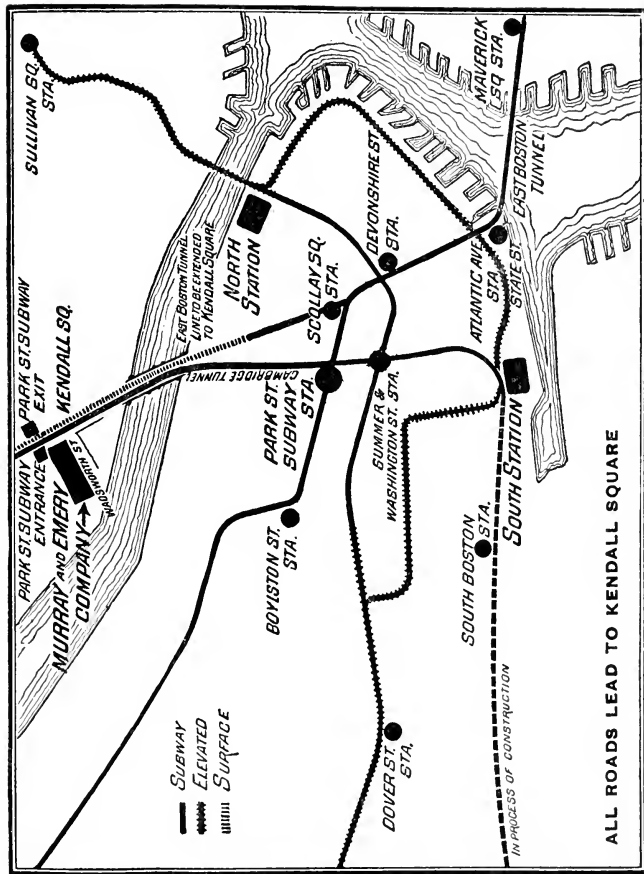 SULLIVAN SQ.
STA.
MAVERICK
SQ STA.
EAST BOSTON
TUNNEL
NORTH
STATION
DEVONSHIRE ST
STA.
ATLANTIC AVE.
STA.
STATE ST.
EAST BOSTON TUNNEL
LINE TO BE EXTENDED
TO KENDALL SQUARE
SCOLLAY SQ.
STA.
PARK ST. SUBWAY
EXIT
KENDALL SQ.
CAMBRIDGE TUNNEL
PARK ST.
SUBWAY
STA.
SUMMER &
WASHINGTON ST. STA.
SOUTH STATION
PARK ST. SUBWAY
ENTRANCE
WADSWORTH ST
MURRAY AND EMERY
COMPANY
BOYLSTON ST.
STA.
SOUTH BOSTON
STA.
SUBWAY
ELEVATED
SURFACE
DOVER ST.
STA.
IN PROCESS OF CONSTRUCTION
ALL ROADS LEAD TO KENDALL SQUARE